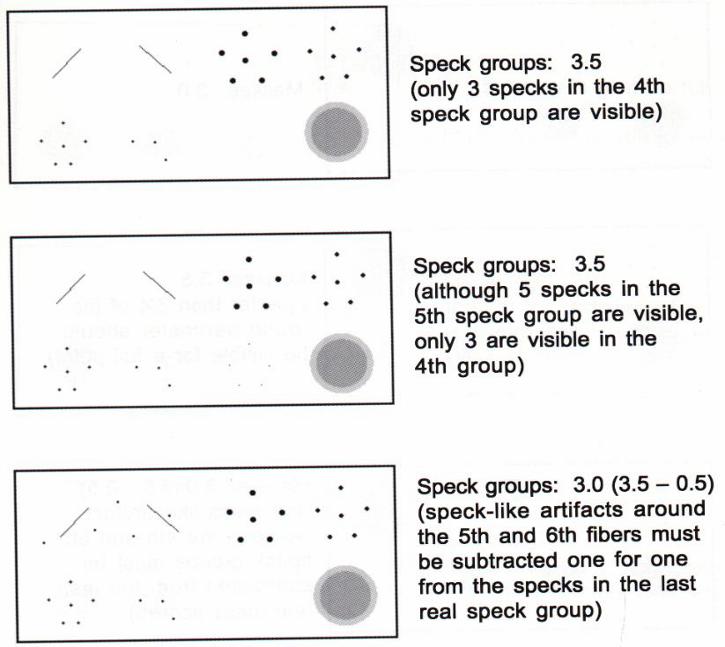 Speck groups: 3.5
(only 3 specks in the 4th
speck group are visible)
Speck groups: 3.5
(although 5 specks in the
5th speck group are visible,
only 3 are visible in the
4th group)
Speck groups: 3.0 (3.5 – 0.5)
(speck-like artifacts around
the 5th and 6th fibers must
be subtracted one for one
from the specks in the last
real speck group)